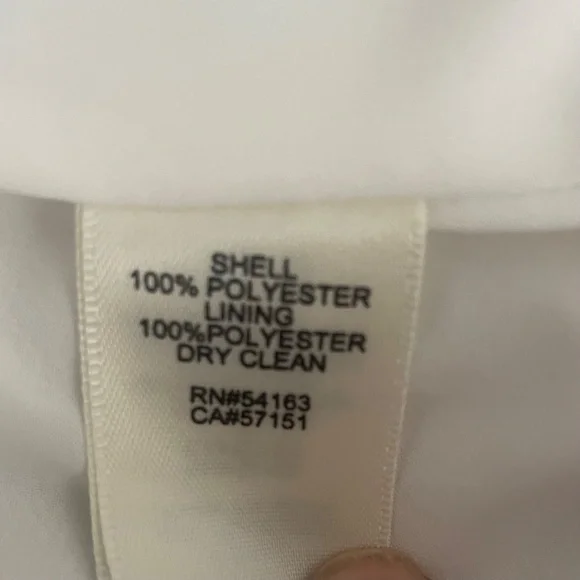 SHELL
100% POLYESTER
LINING
100%POLYESTER
DRY CLEAN
RN#54163
CA#57151